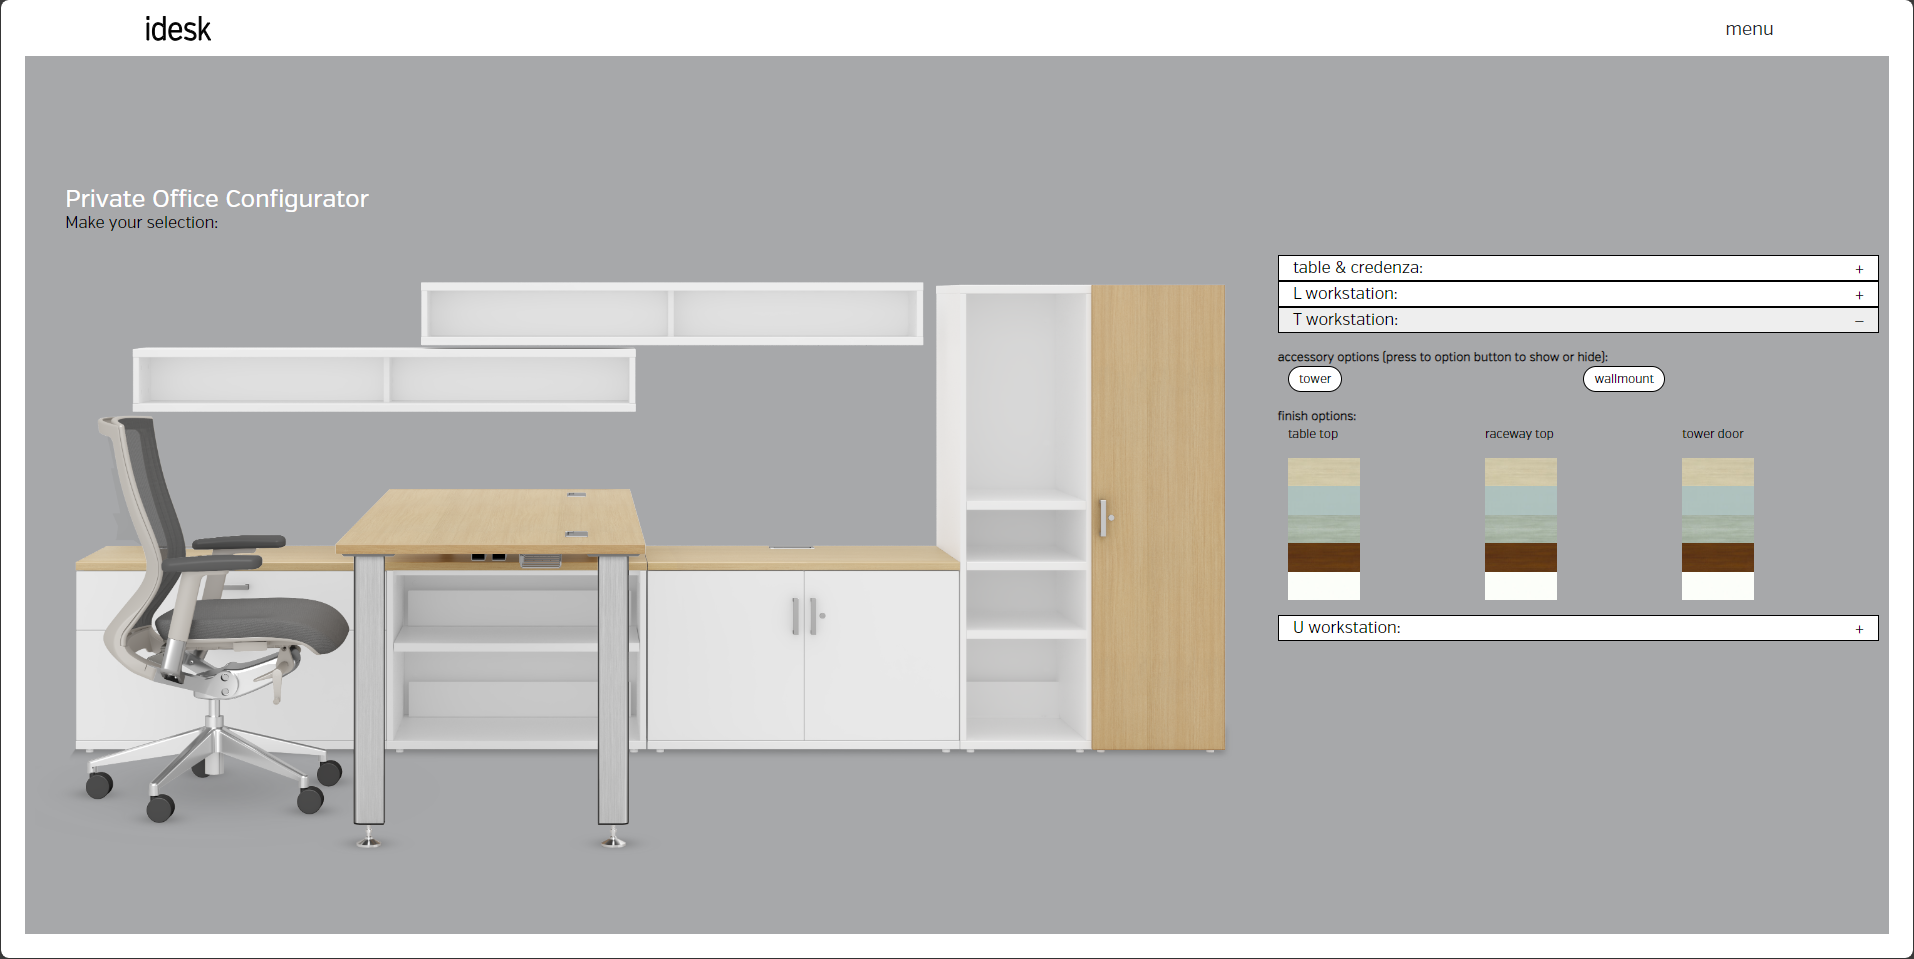 idesk
menu
Private Office Configurator
Make your selection:
table & credenza: +
L workstation: +
T workstation: –
accessory options (press to option button to show or hide):
tower wallmount
finish options:
table top raceway top tower door
U workstation: +